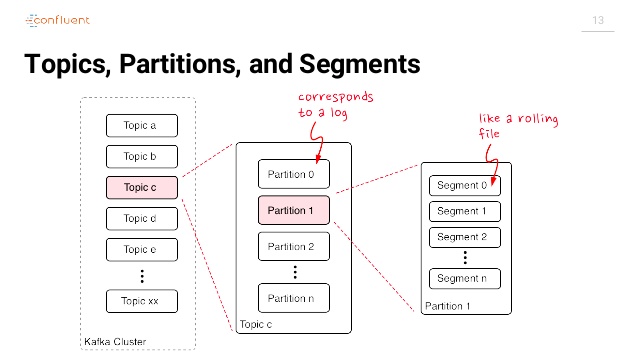 confluent
13
Topics, Partitions, and Segments
corresponds
to a log
like a rolling
file
Topic a
Topic b
Topic c
Topic d
Topic e
Topic xx
Kafka Cluster
Partition 0
Partition 1
Partition 2
Partition n
Topic c
Segment 0
Segment 1
Segment 2
Segment n
Partition 1